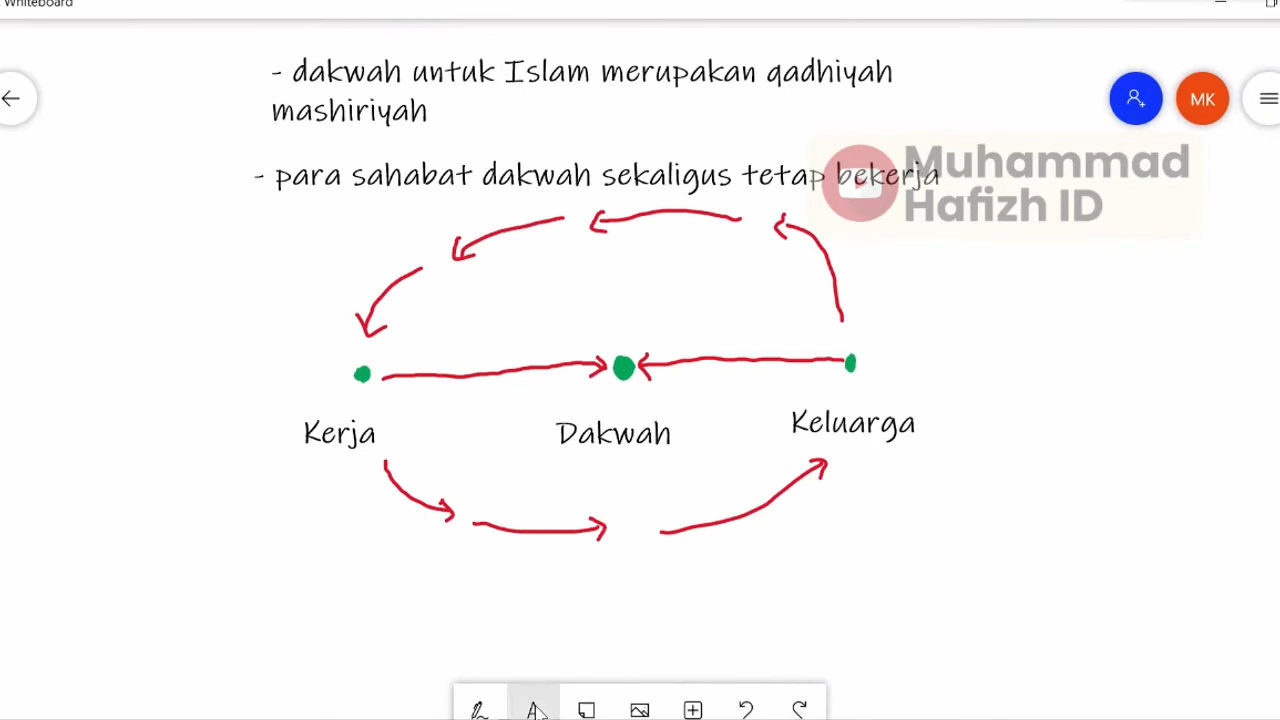 Whiteboard
- dakwah untuk Islam merupakan qadhiyah
mashiriyah
MK
- para sahabat dakwah sekaligus tetap bekerja
Muhammad
Hafizh ID
Kerja
Dakwah
Keluarga